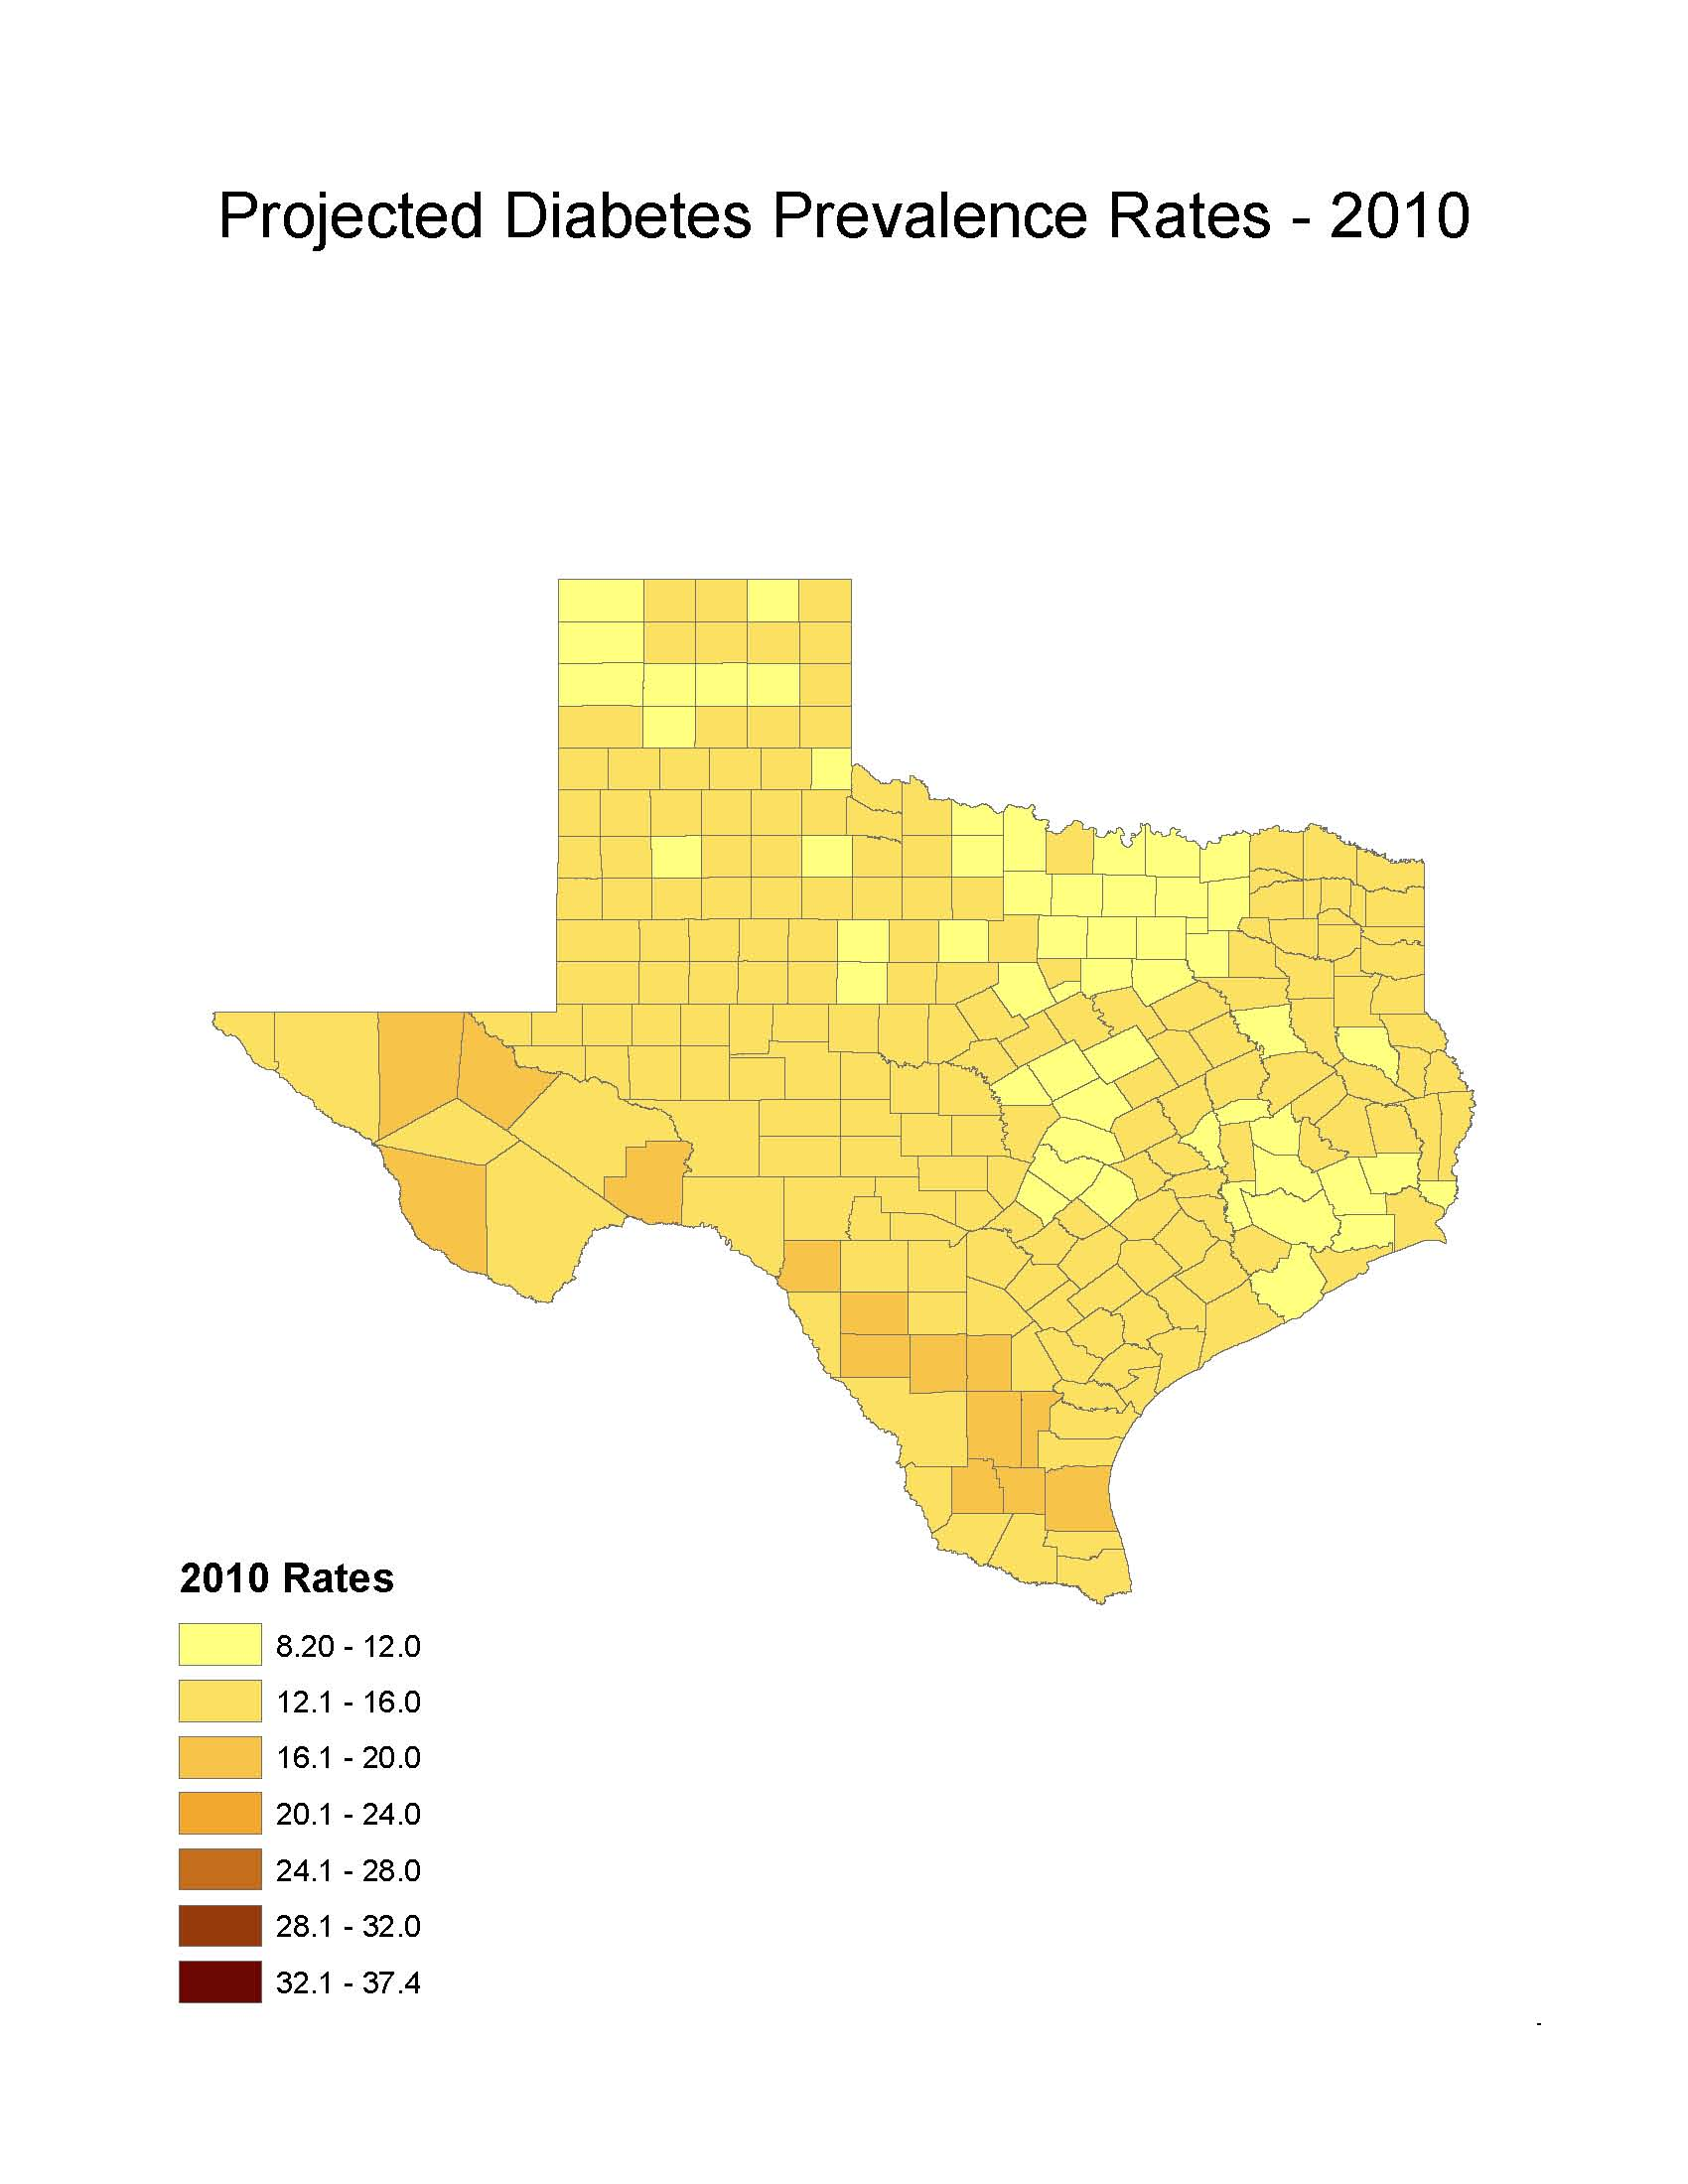 Projected Diabetes Prevalence Rates - 2010
2010 Rates
8.20 - 12.0
12.1 - 16.0
16.1 - 20.0
20.1 - 24.0
24.1 - 28.0
28.1 - 32.0
32.1 - 37.4
-